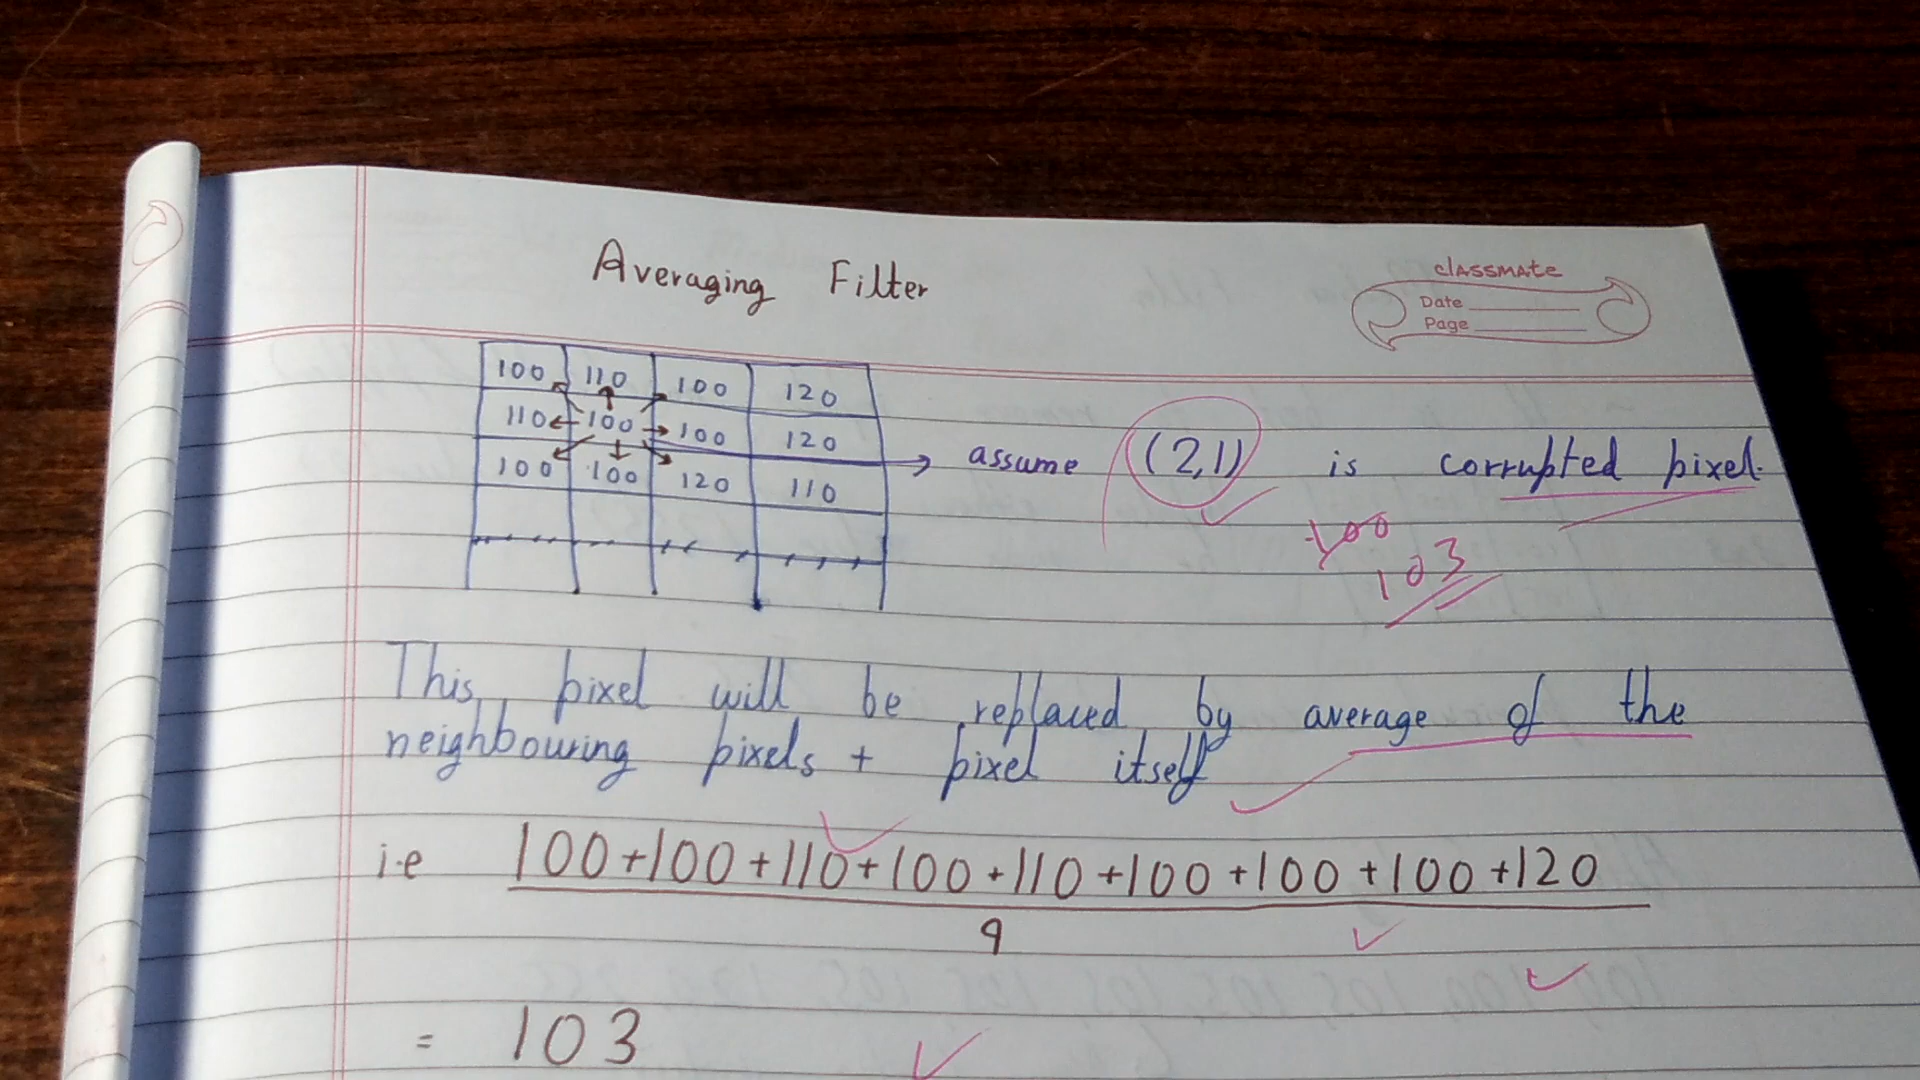 Averaging Filter
classmate
Date
Page
100 110 100 120
110 100 100 120
100 100 120 110
assume (2,1) is corrupted pixel.
100
103
This pixel will be replaced by average of the
neighbouring pixels + pixel itself
i.e 100+100+110+100+110+100+100+100+120
9
= 103